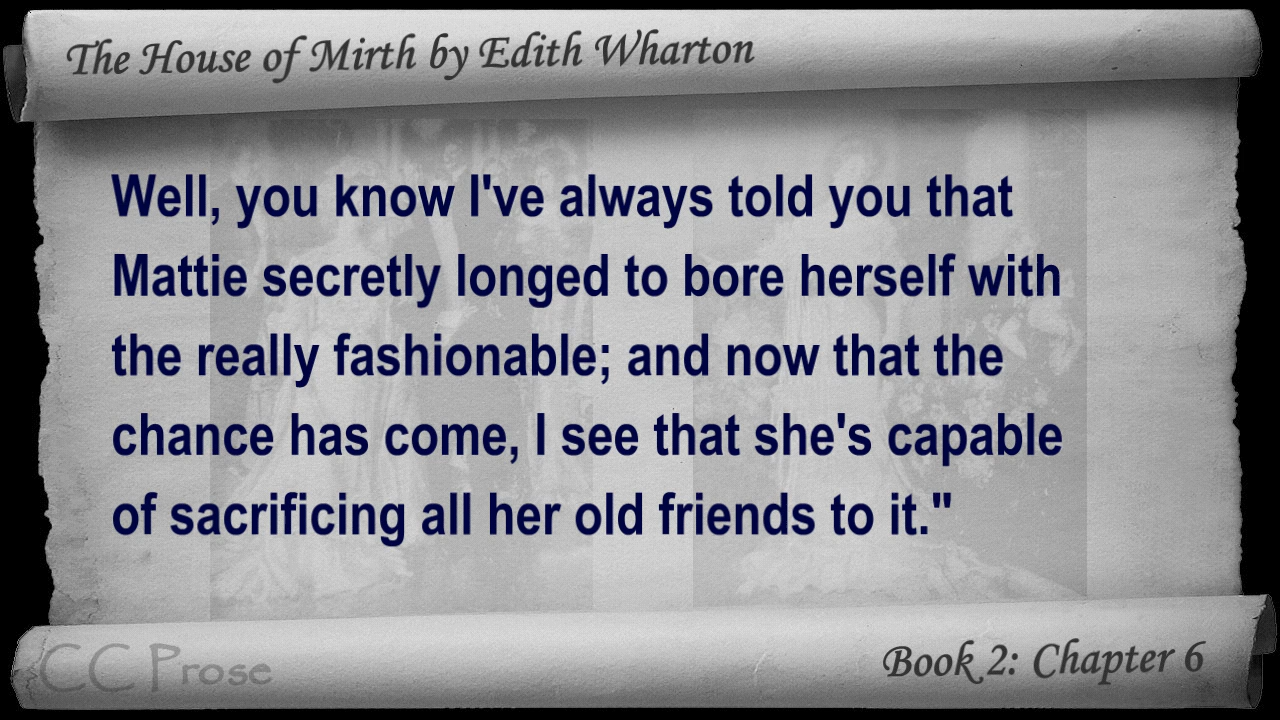 The House of Mirth by Edith Wharton
Well, you know I've always told you that
Mattie secretly longed to bore herself with
the really fashionable; and now that the
chance has come, I see that she's capable
of sacrificing all her old friends to it."
CC Prose
Book 2: Chapter 6